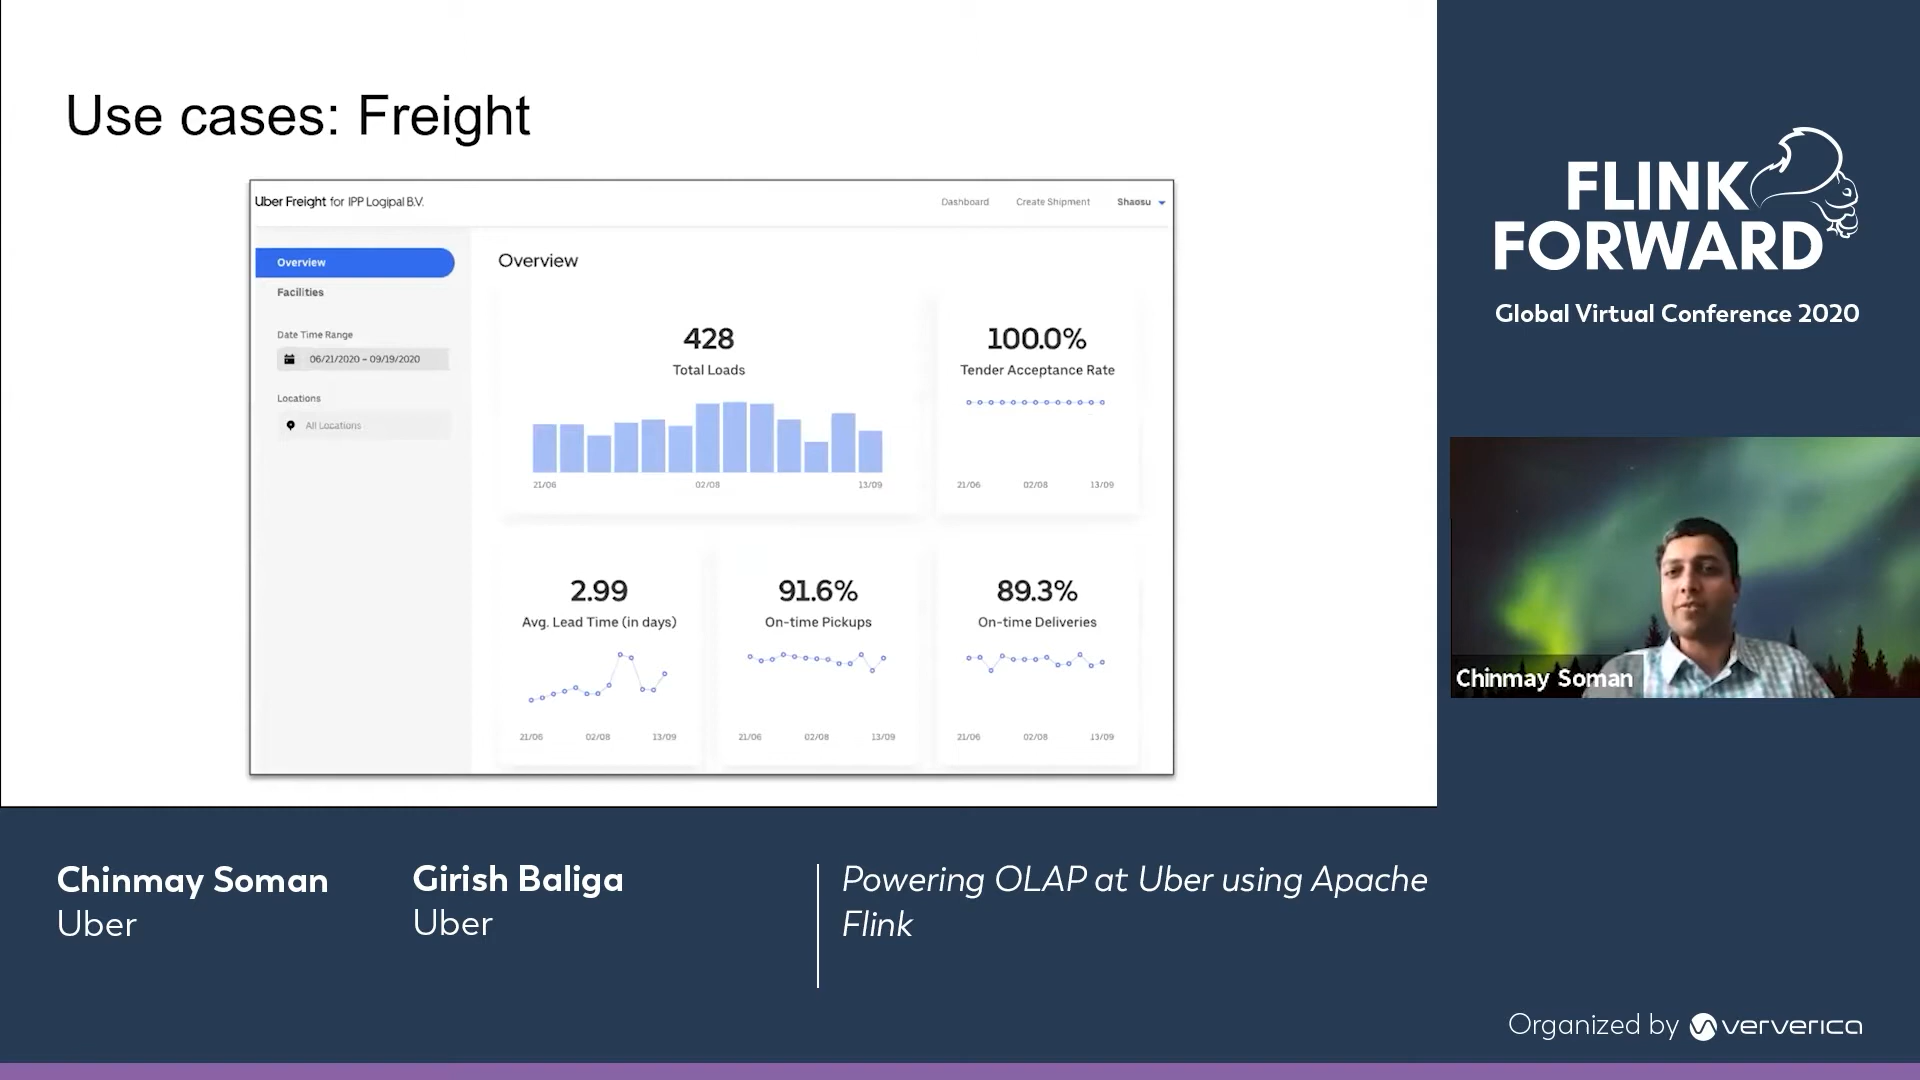 Use cases: Freight
Uber Freight for IPP Logipal B.V.
Dashboard
Create Shipment
Shaosu
Overview
Facilities
Date Time Range
06/21/2020 – 09/19/2020
Locations
All Locations
Overview
428
Total Loads
21/06 02/08 13/09
100.0%
Tender Acceptance Rate
21/06 02/08 13/09
2.99
Avg. Lead Time (in days)
21/06 02/08 13/09
91.6%
On-time Pickups
21/06 02/08 13/09
89.3%
On-time Deliveries
21/06 02/08 13/09
FLINK
FORWARD
Global Virtual Conference 2020
Chinmay Soman
Chinmay Soman
Uber
Girish Baliga
Uber
Powering OLAP at Uber using Apache
Flink
Organized by ververica